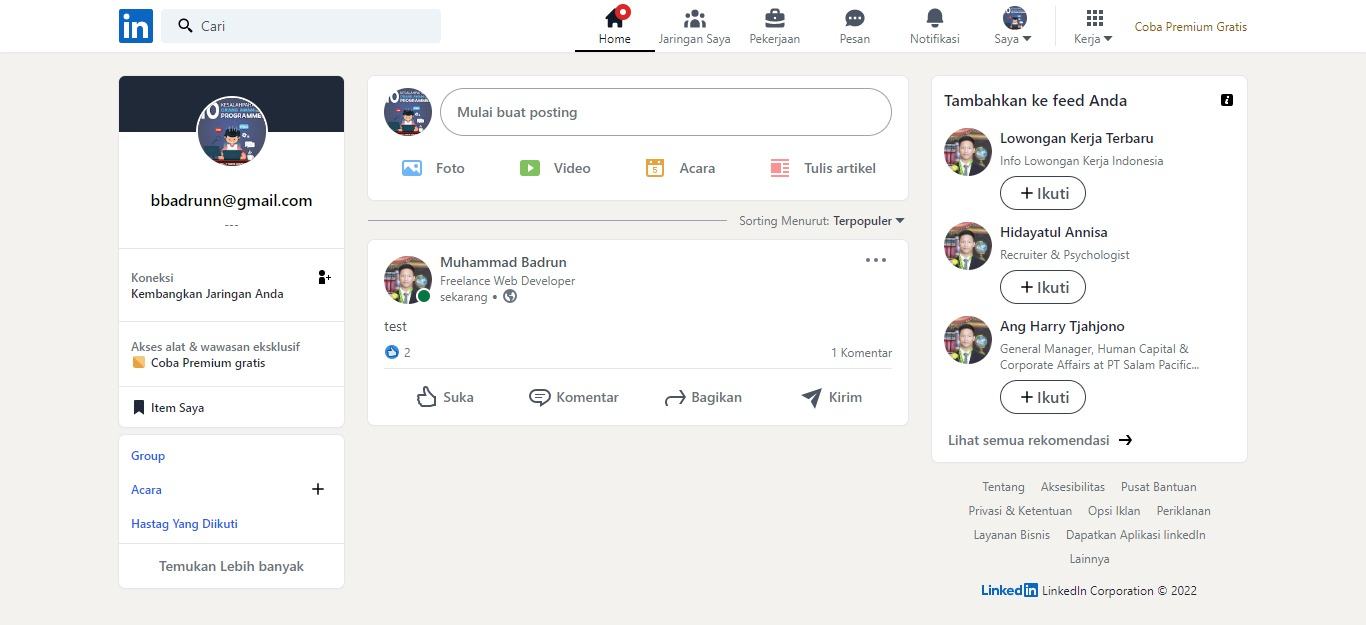 in
Cari
Home
Jaringan Saya
Pekerjaan
Pesan
Notifikasi
Saya
Kerja
Coba Premium Gratis
KESALAHPAH
PROGRAMME
bbadrunn@gmail.com
---
Koneksi
Kembangkan Jaringan Anda
Akses alat & wawasan eksklusif
Coba Premium gratis
Item Saya
Group
Acara
Hastag Yang Diikuti
Temukan Lebih banyak
Mulai buat posting
Foto
Video
5
Acara
Tulis artikel
Sorting Menurut: Terpopuler
Muhammad Badrun
Freelance Web Developer
sekarang •
test
2
1 Komentar
Suka
Komentar
Bagikan
Kirim
Tambahkan ke feed Anda
Lowongan Kerja Terbaru
Info Lowongan Kerja Indonesia
+ Ikuti
Hidayatul Annisa
Recruiter & Psychologist
+ Ikuti
Ang Harry Tjahjono
General Manager, Human Capital &
Corporate Affairs at PT Salam Pacific...
+ Ikuti
Lihat semua rekomendasi
Tentang Aksesibilitas Pusat Bantuan
Privasi & Ketentuan Opsi Iklan Periklanan
Layanan Bisnis Dapatkan Aplikasi linkedIn
Lainnya
Linked in LinkedIn Corporation © 2022